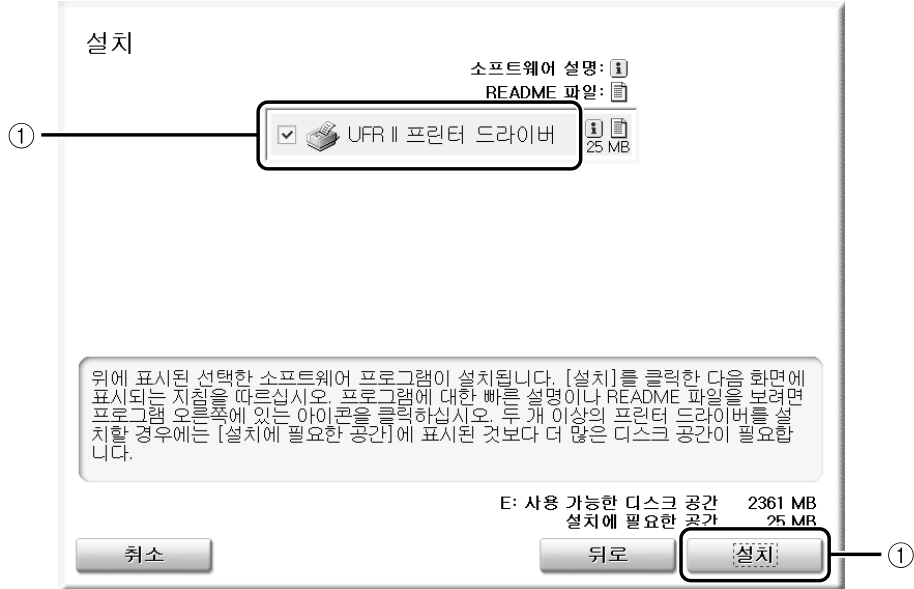 설치
소프트웨어 설명:
README 파일:
① UFR II 프린터 드라이버
25 MB
위에 표시된 선택한 소프트웨어 프로그램이 설치됩니다. [설치]를 클릭한 다음 화면에
표시되는 지침을 따르십시오. 프로그램에 대한 빠른 설명이나 README 파일을 보려면
프로그램 오른쪽에 있는 아이콘을 클릭하십시오. 두 개 이상의 프린터 드라이버를 설
치할 경우에는 [설치에 필요한 공간]에 표시된 것보다 더 많은 디스크 공간이 필요합
니다.
E: 사용 가능한 디스크 공간 2361 MB
설치에 필요한 공간 25 MB
취소 뒤로 설치 ①